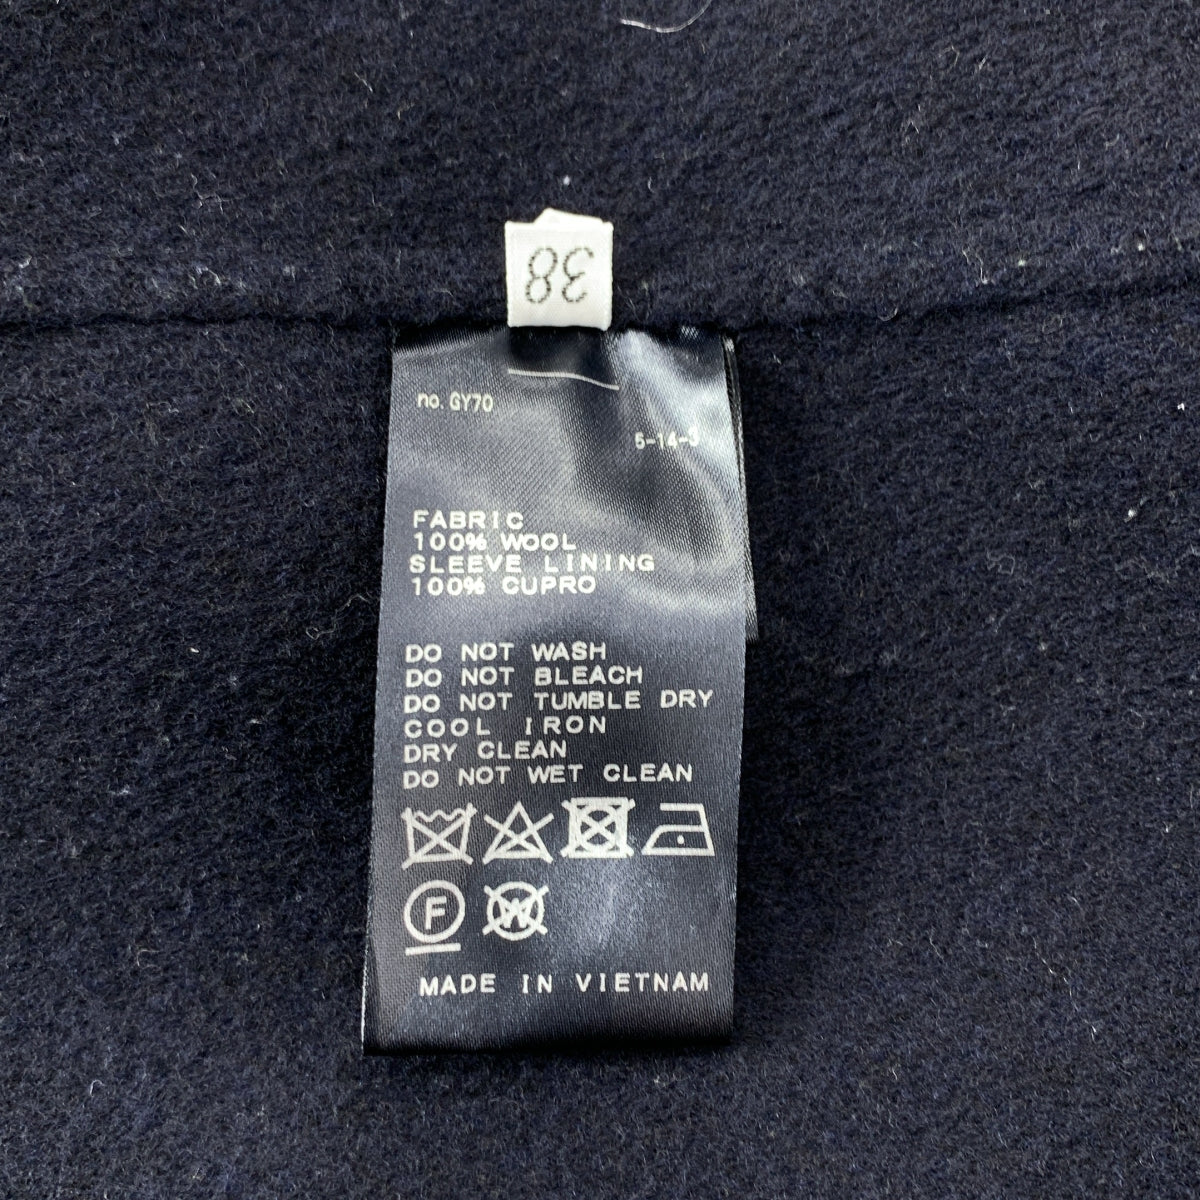 38
no. GY70
5-14-3
FABRIC
100% WOOL
SLEEVE LINING
100% CUPRO
DO NOT WASH
DO NOT BLEACH
DO NOT TUMBLE DRY
COOL IRON
DRY CLEAN
DO NOT WET CLEAN
F
W
MADE IN VIETNAM